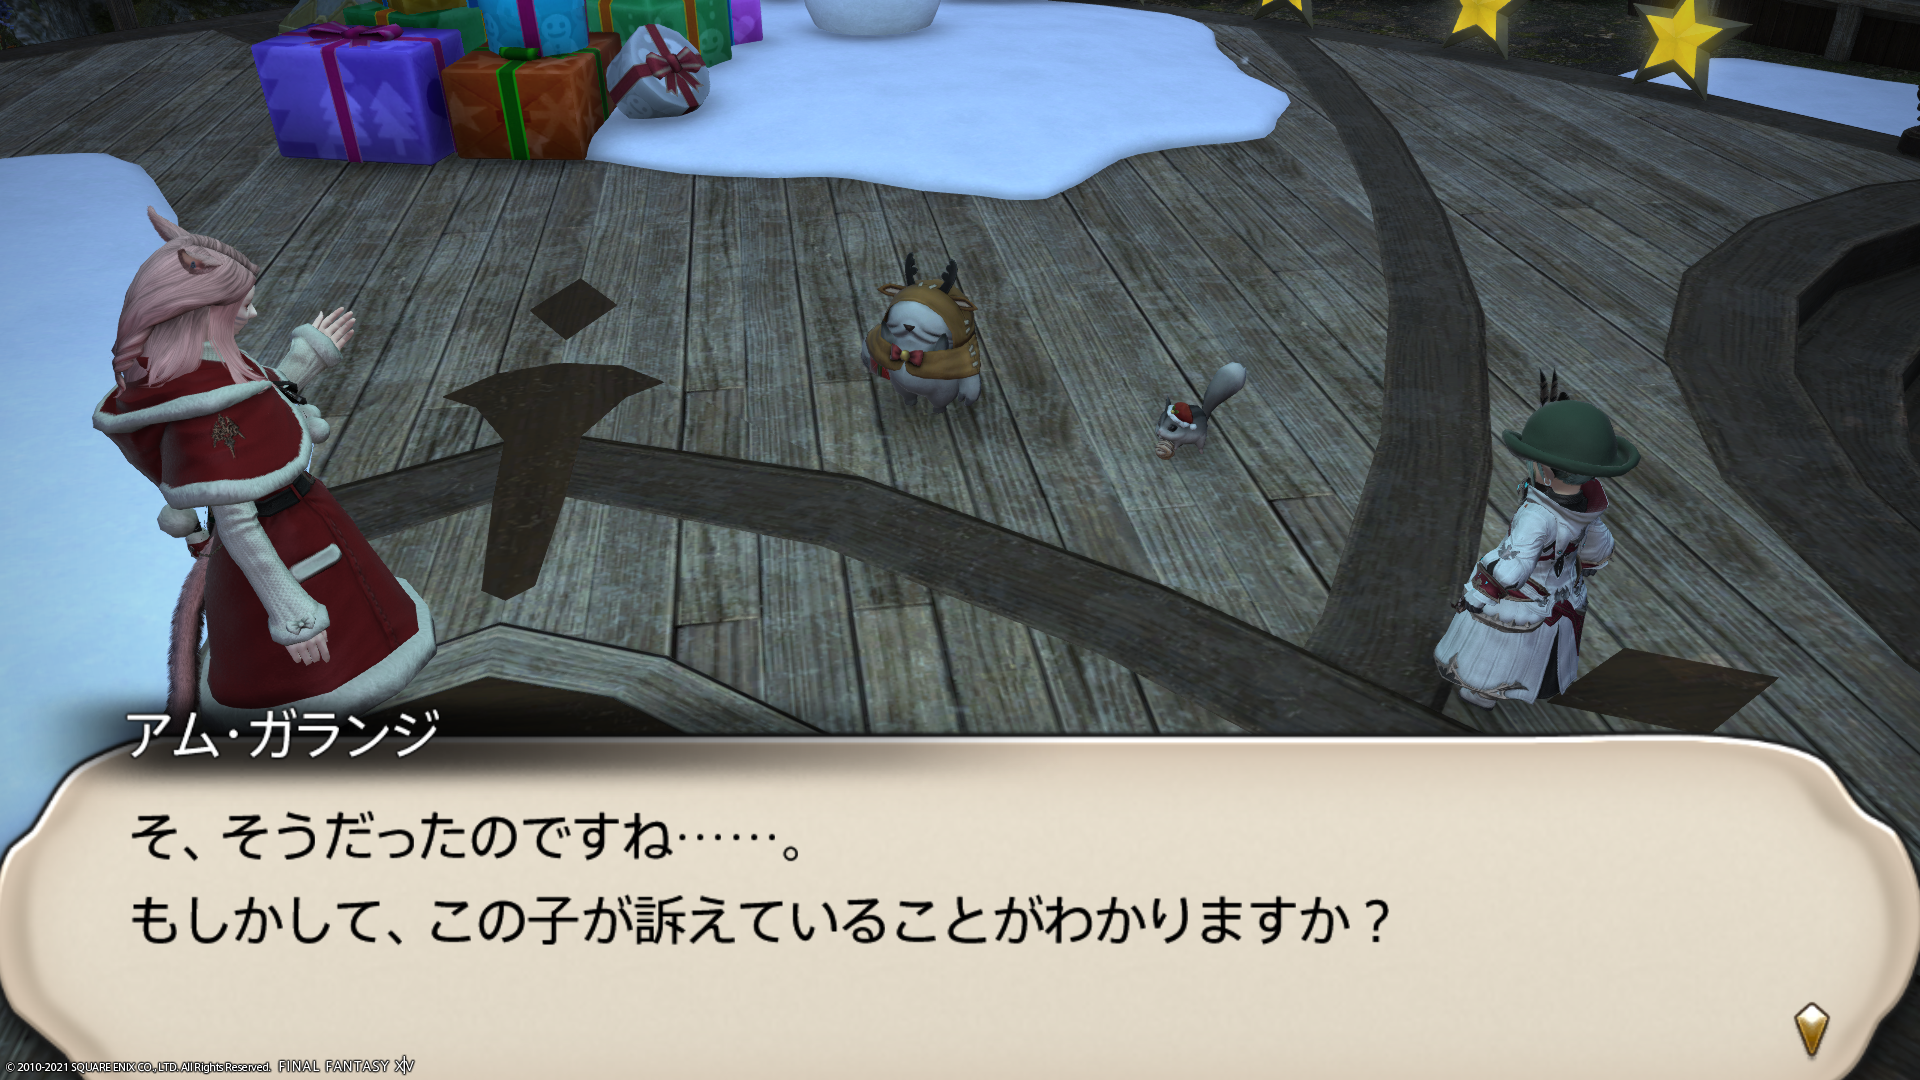 アム・ガランジ
そ、そうだったのですね……。
もしかして、この子が訴えていることがわかりますか？
© 2010-2021 SQUARE ENIX CO., LTD. All Rights Reserved. FINAL FANTASY XIV